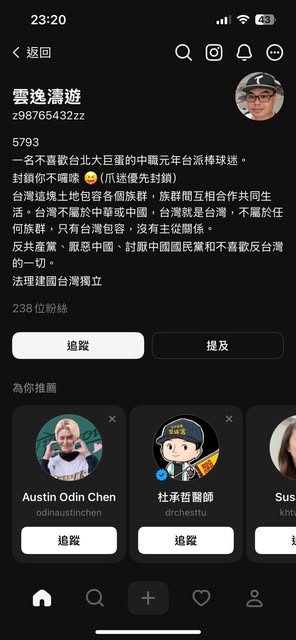 23:20
43
返回
雲逸濤遊
z98765432zz
5793
一名不喜歡台北大巨蛋的中職元年台派棒球迷。
封鎖你不囉嗦 😝 (爪迷優先封鎖)
台灣這塊土地包容各個族群，族群間互相合作共同生
活。台灣不屬於中華或中國，台灣就是台灣，不屬於任
何族群，只有台灣包容，沒有主從關係。
反共產黨、厭惡中國、討厭中國國民黨和不喜歡反台灣
的一切。
法理建國台灣獨立
238 位粉絲
追蹤
提及
為你推薦
Austin Odin Chen
odinaustinchen
追蹤
杜承哲醫師
drchesttu
追蹤
Sus
khtv